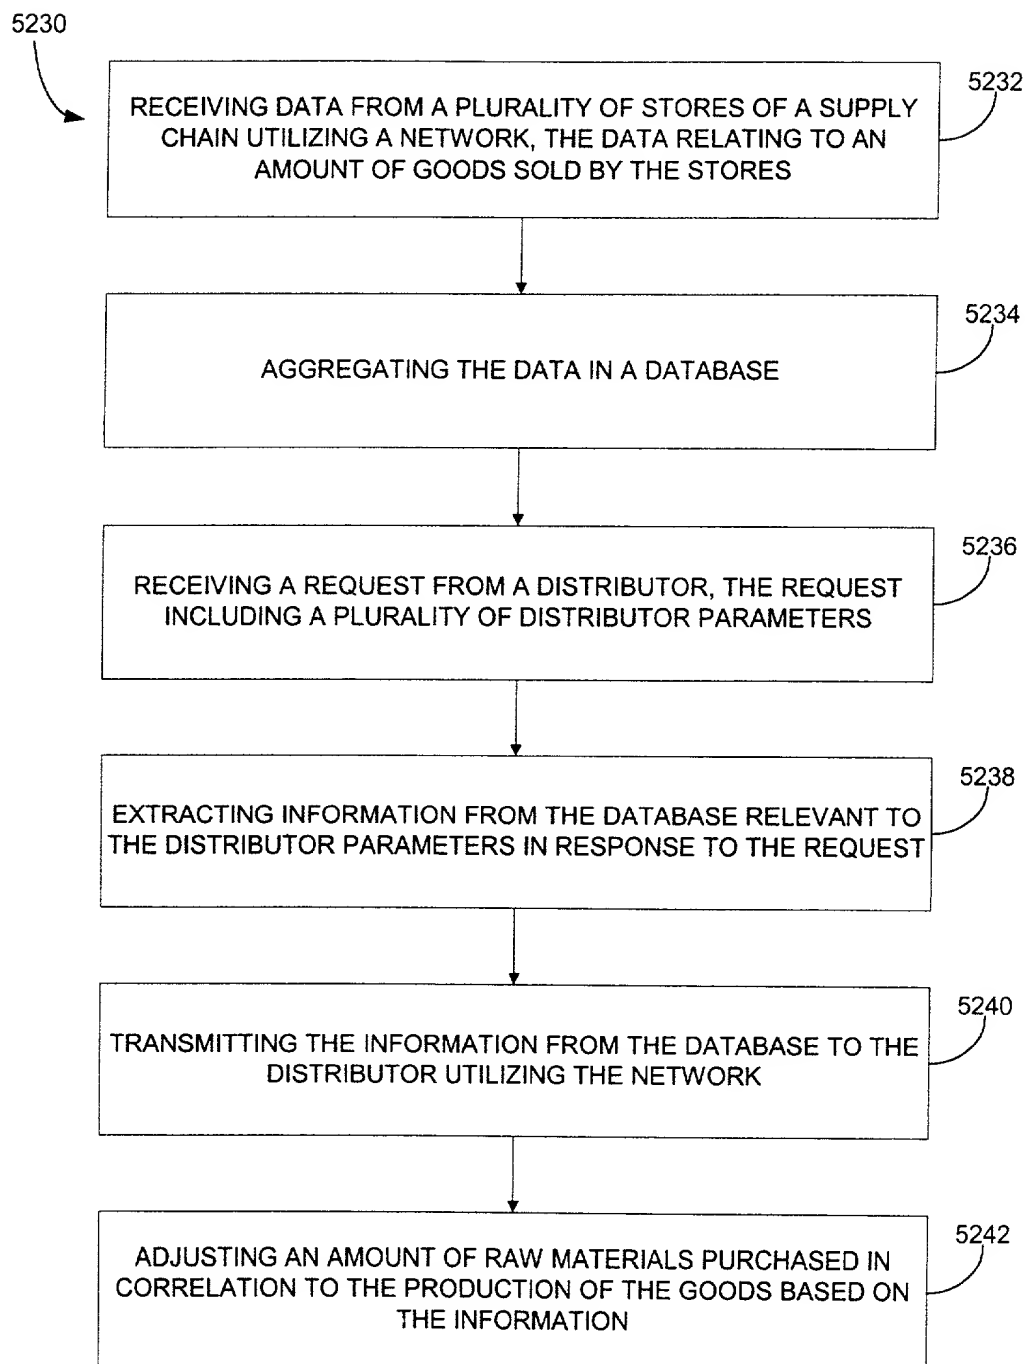 5230
RECEIVING DATA FROM A PLURALITY OF STORES OF A SUPPLY
CHAIN UTILIZING A NETWORK, THE DATA RELATING TO AN
AMOUNT OF GOODS SOLD BY THE STORES
5232
AGGREGATING THE DATA IN A DATABASE
5234
RECEIVING A REQUEST FROM A DISTRIBUTOR, THE REQUEST
INCLUDING A PLURALITY OF DISTRIBUTOR PARAMETERS
5236
EXTRACTING INFORMATION FROM THE DATABASE RELEVANT TO
THE DISTRIBUTOR PARAMETERS IN RESPONSE TO THE REQUEST
5238
TRANSMITTING THE INFORMATION FROM THE DATABASE TO THE
DISTRIBUTOR UTILIZING THE NETWORK
5240
ADJUSTING AN AMOUNT OF RAW MATERIALS PURCHASED IN
CORRELATION TO THE PRODUCTION OF THE GOODS BASED ON
THE INFORMATION
5242